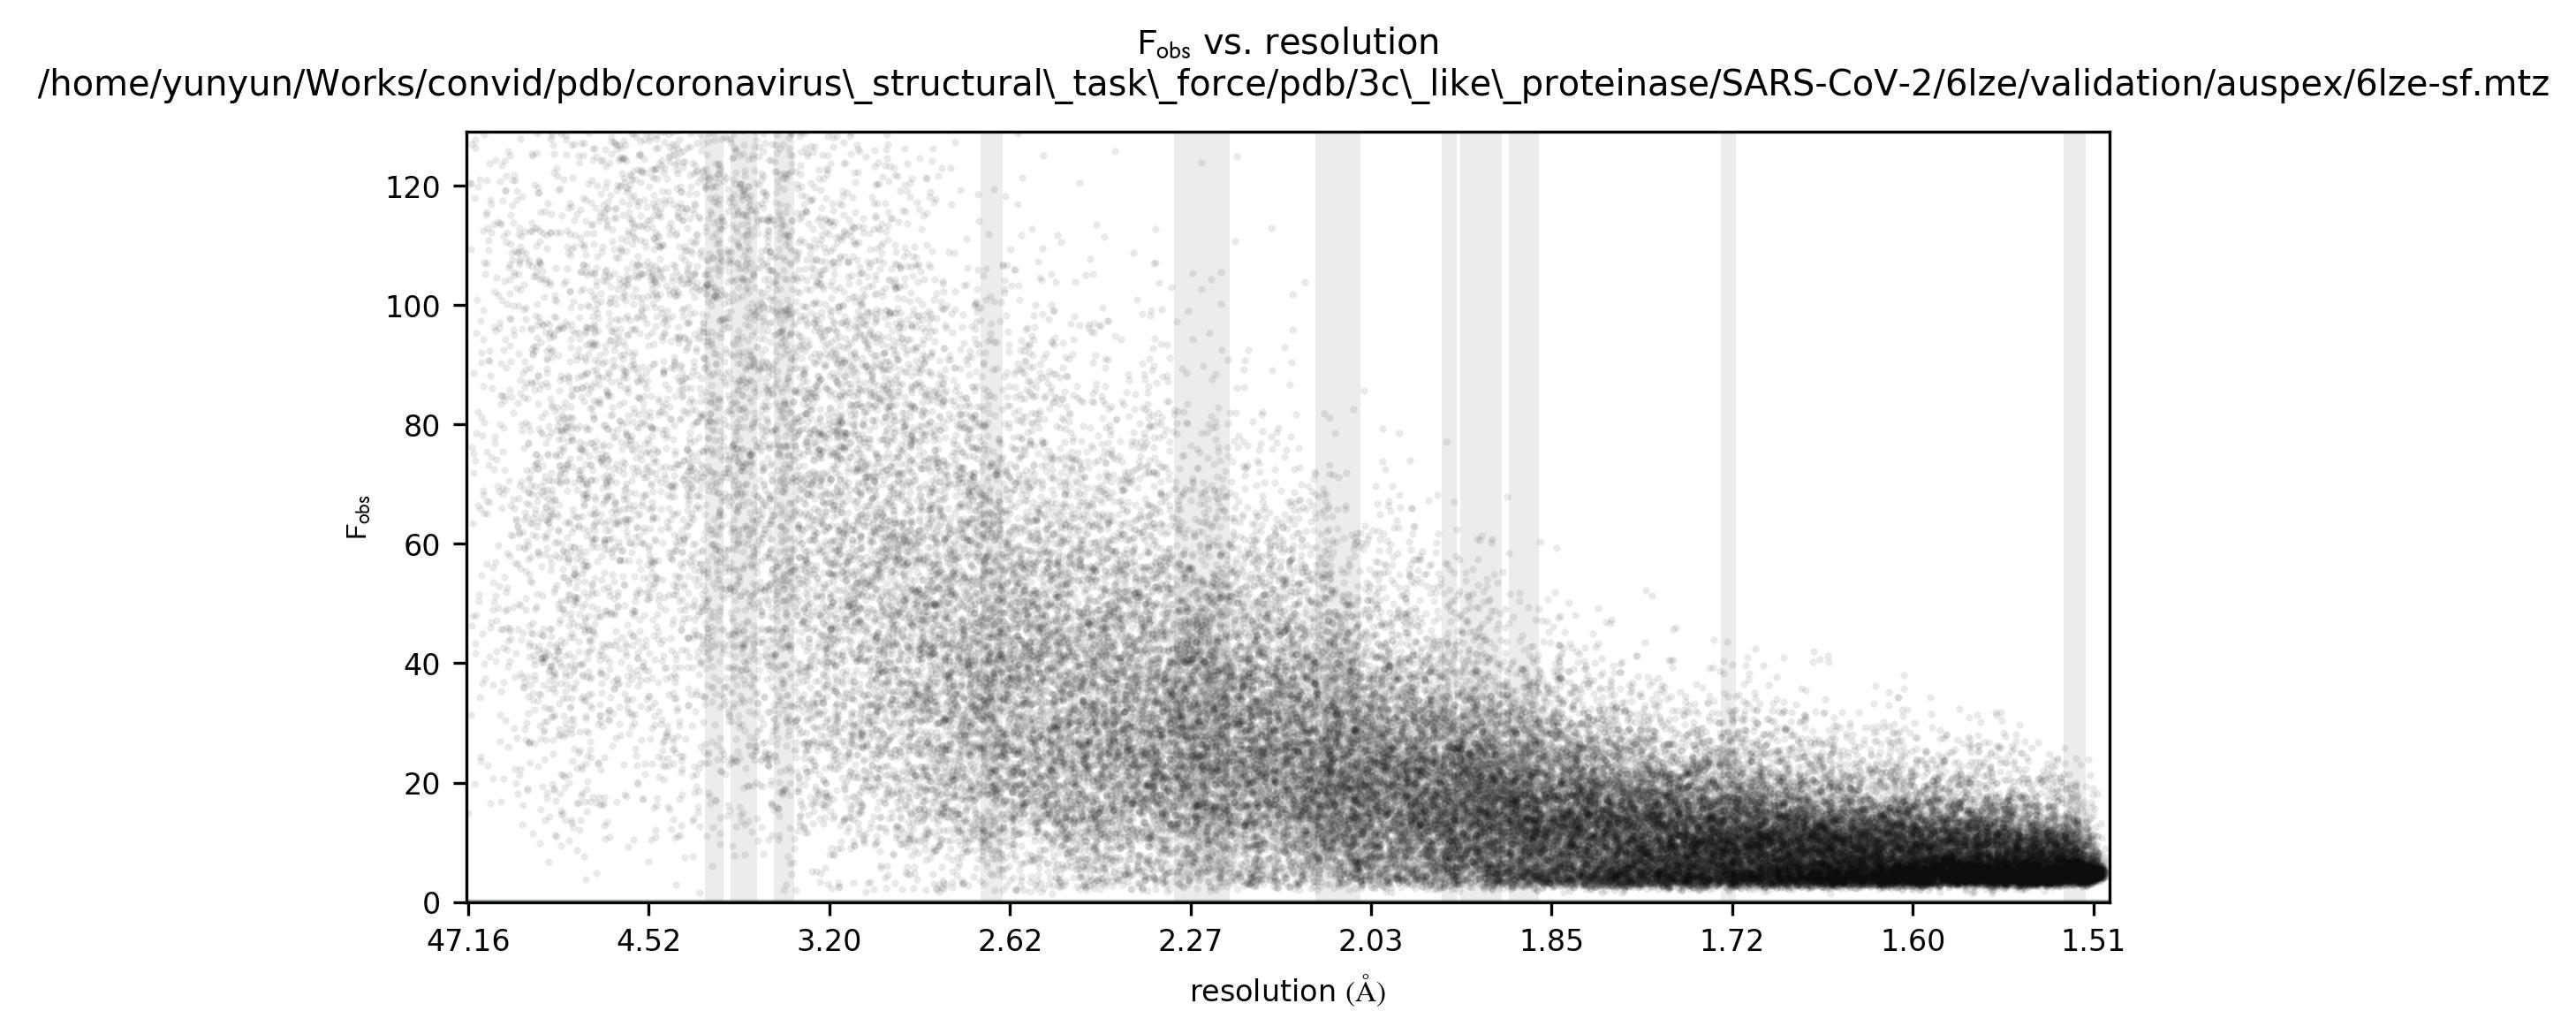 Fobs vs. resolution
/home/yunyun/Works/convid/pdb/coronavirus\_structural\_task\_force/pdb/3c\_like\_proteinase/SARS-CoV-2/6lze/validation/auspex/6lze-sf.mtz
120
100
80
60
40
20
0
Fobs
47.16 4.52 3.20 2.62 2.27 2.03 1.85 1.72 1.60 1.51
resolution (Å)